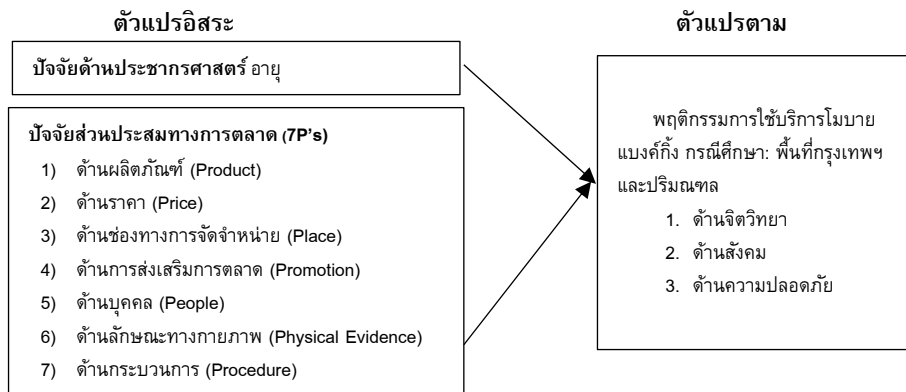 ตัวแปรอิสระ
ปัจจัยด้านประชากรศาสตร์ อายุ
ปัจจัยส่วนประสมทางการตลาด (7P's)
1) ด้านผลิตภัณฑ์ (Product)
2) ด้านราคา (Price)
3) ด้านช่องทางการจัดจำหน่าย (Place)
4) ด้านการส่งเสริมการตลาด (Promotion)
5) ด้านบุคคล (People)
6) ด้านลักษณะทางกายภาพ (Physical Evidence)
7) ด้านกระบวนการ (Procedure)
ตัวแปรตาม
พฤติกรรมการใช้บริการโมบาย
แบงค์กิ้ง กรณีศึกษา: พื้นที่กรุงเทพฯ
และปริมณฑล
1. ด้านจิตวิทยา
2. ด้านสังคม
3. ด้านความปลอดภัย